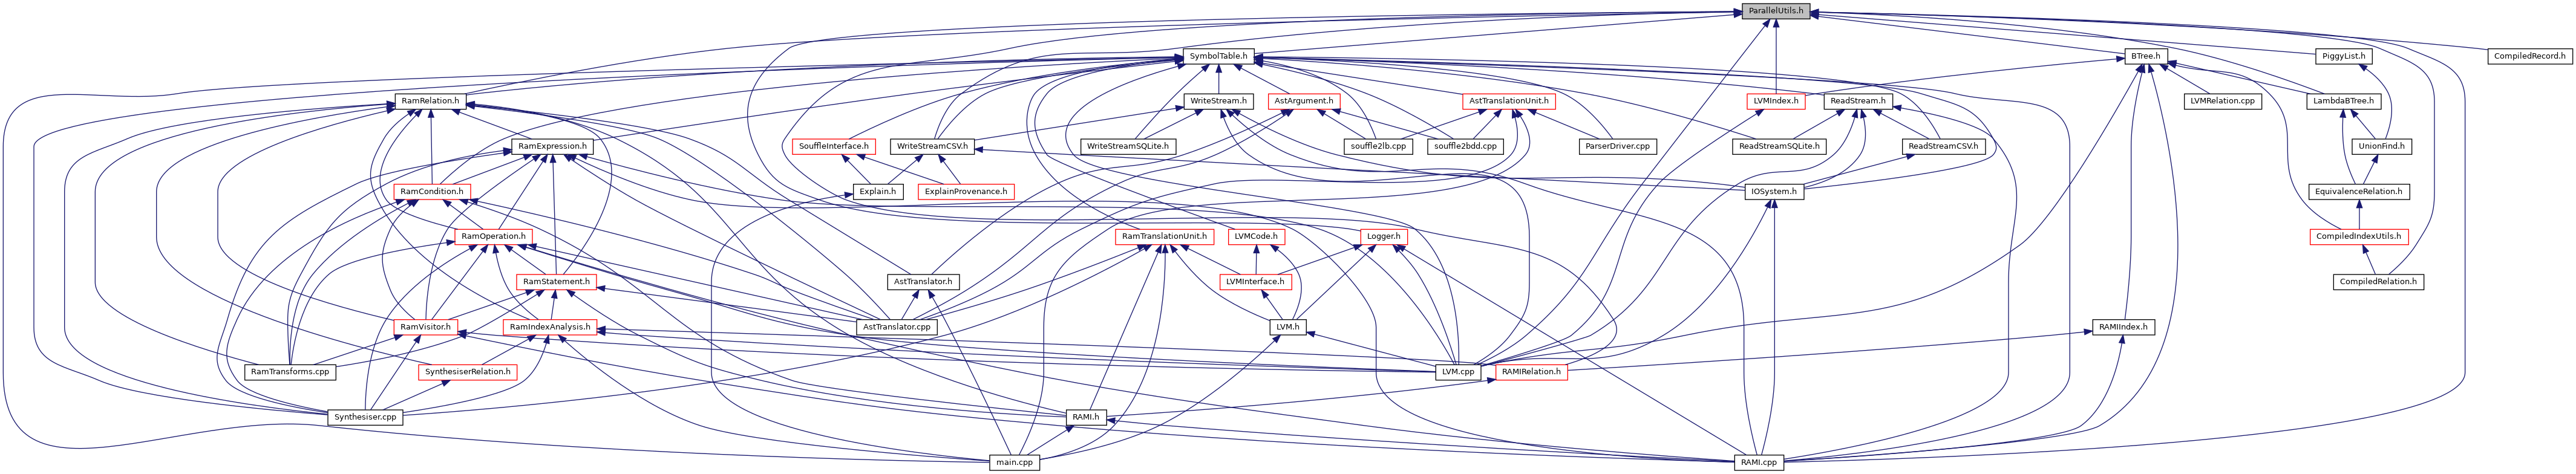 ParallelUtils.h
SymbolTable.h
BTree.h
PiggyList.h
CompiledRecord.h
RamRelation.h
WriteStream.h
AstArgument.h
AstTranslationUnit.h
LVMIndex.h
ReadStream.h
LVMRelation.cpp
LambdaBTree.h
RamExpression.h
SouffleInterface.h
WriteStreamCSV.h
WriteStreamSQLite.h
souffle2lb.cpp
souffle2bdd.cpp
ParserDriver.cpp
ReadStreamSQLite.h
ReadStreamCSV.h
UnionFind.h
RamCondition.h
Explain.h
ExplainProvenance.h
IOSystem.h
EquivalenceRelation.h
RamOperation.h
RamTranslationUnit.h
LVMCode.h
Logger.h
CompiledIndexUtils.h
RamStatement.h
AstTranslator.h
LVMInterface.h
CompiledRelation.h
RamVisitor.h
RamIndexAnalysis.h
AstTranslator.cpp
LVM.h
RAMIIndex.h
RamTransforms.cpp
SynthesiserRelation.h
LVM.cpp
RAMIRelation.h
Synthesiser.cpp
RAMI.h
main.cpp
RAMI.cpp